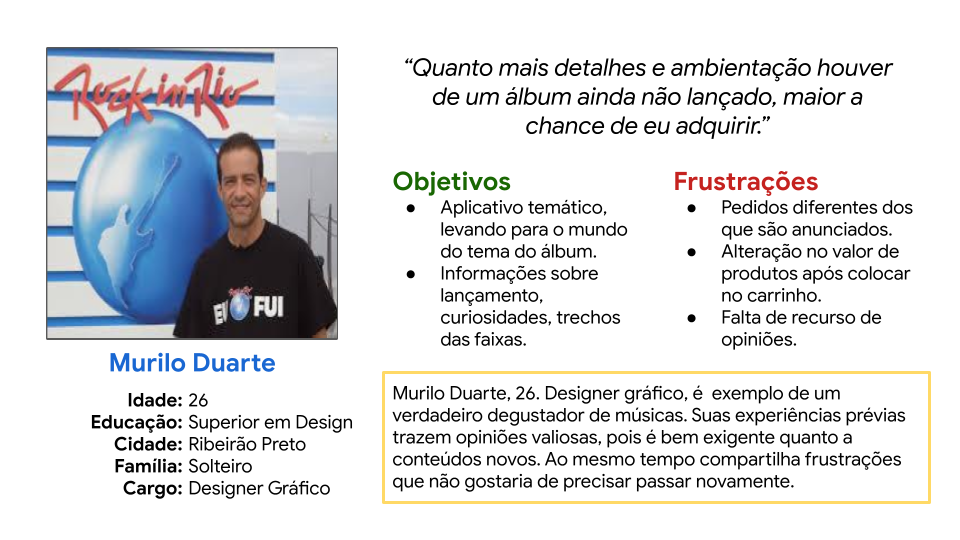 Rock in Rio
EU FUI
Murilo Duarte
Idade: 26
Educação: Superior em Design
Cidade: Ribeirão Preto
Família: Solteiro
Cargo: Designer Gráfico
“Quanto mais detalhes e ambientação houver
de um álbum ainda não lançado, maior a
chance de eu adquirir.”
Objetivos
● Aplicativo temático,
levando para o mundo
do tema do álbum.
● Informações sobre
lançamento,
curiosidades, trechos
das faixas.
Frustrações
● Pedidos diferentes dos
que são anunciados.
● Alteração no valor de
produtos após colocar
no carrinho.
● Falta de recurso de
opiniões.
Murilo Duarte, 26. Designer gráfico, é  exemplo de um
verdadeiro degustador de músicas. Suas experiências prévias
trazem opiniões valiosas, pois é bem exigente quanto a
conteúdos novos. Ao mesmo tempo compartilha frustrações
que não gostaria de precisar passar novamente.